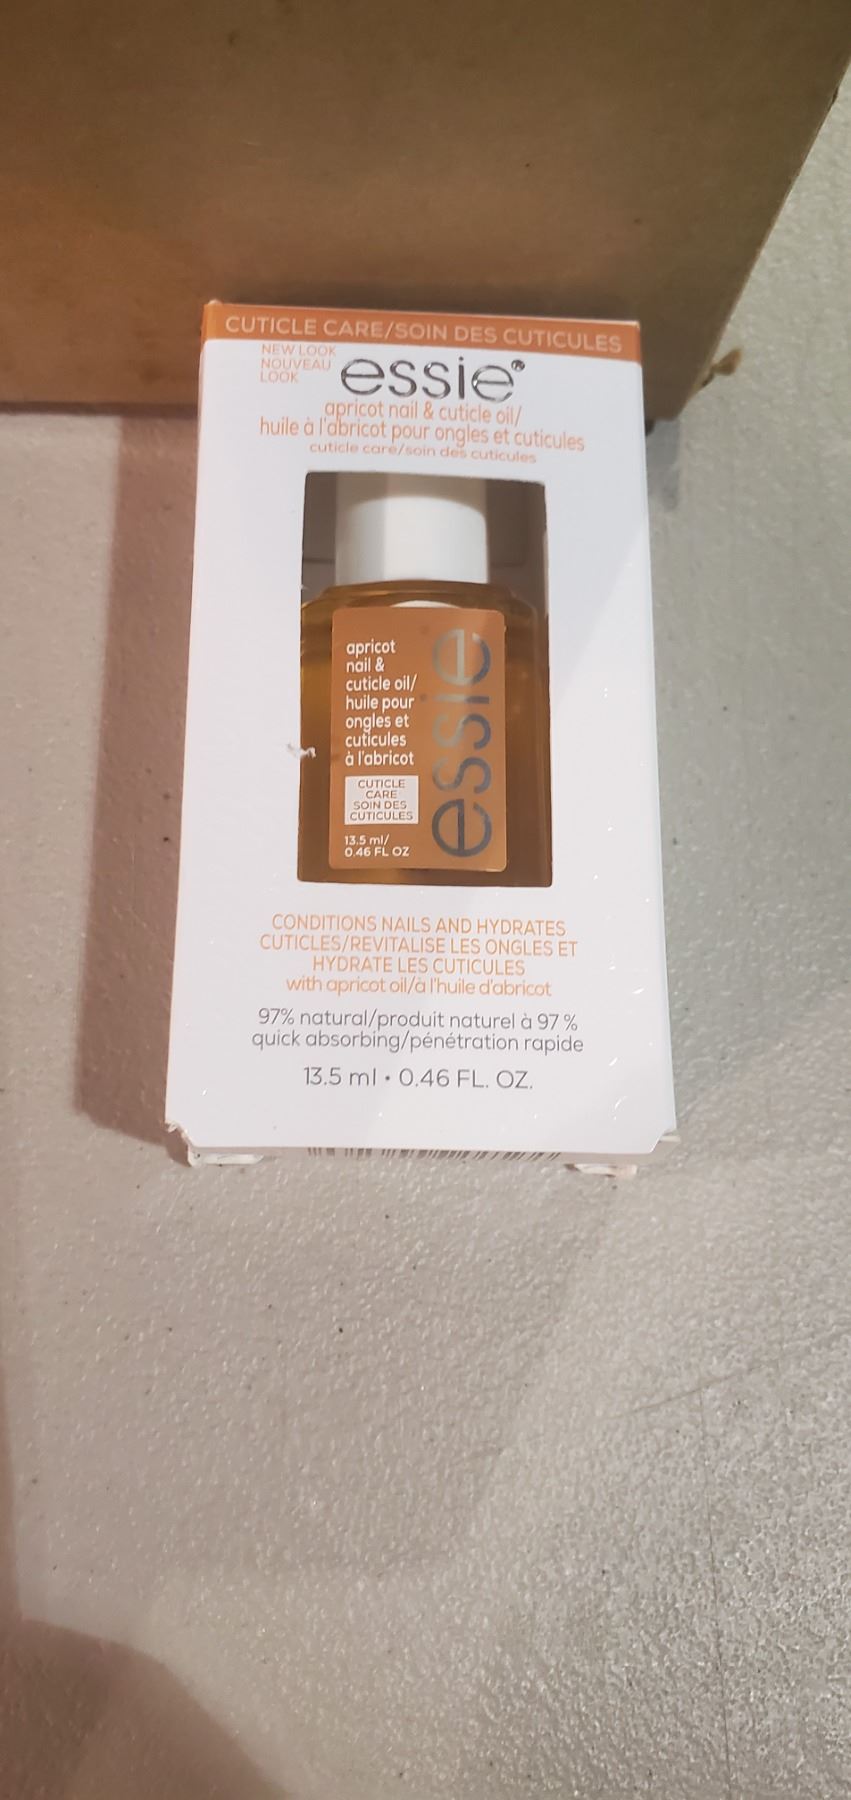 CUTICLE CARE/SOIN DES CUTICULES
NEW LOOK
NOUVEAU
LOOK
essie®
apricot nail & cuticle oil/
huile à l'abricot pour ongles et cuticules
cuticle care/soin des cuticules
apricot
nail &
cuticle oil/
huile pour
ongles et
cuticules
à l'abricot
CUTICLE
CARE
SOIN DES
CUTICULES
13.5 ml/
0.46 FL OZ
essie
CONDITIONS NAILS AND HYDRATES
CUTICLES/REVITALISE LES ONGLES ET
HYDRATE LES CUTICULES
with apricot oil/à l'huile d'abricot
97% natural/produit naturel à 97 %
quick absorbing/pénétration rapide
13.5 ml • 0.46 FL. OZ.